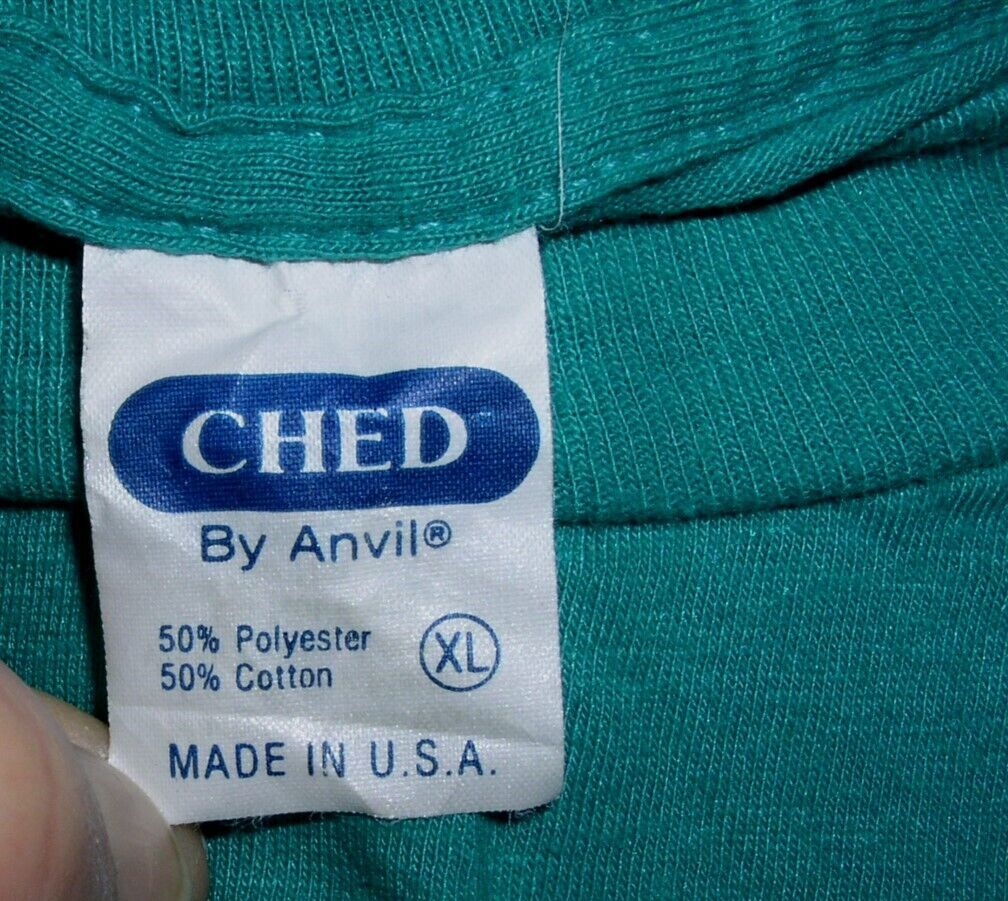 CHED
By Anvil®
50% Polyester
50% Cotton
XL
MADE IN U.S.A.